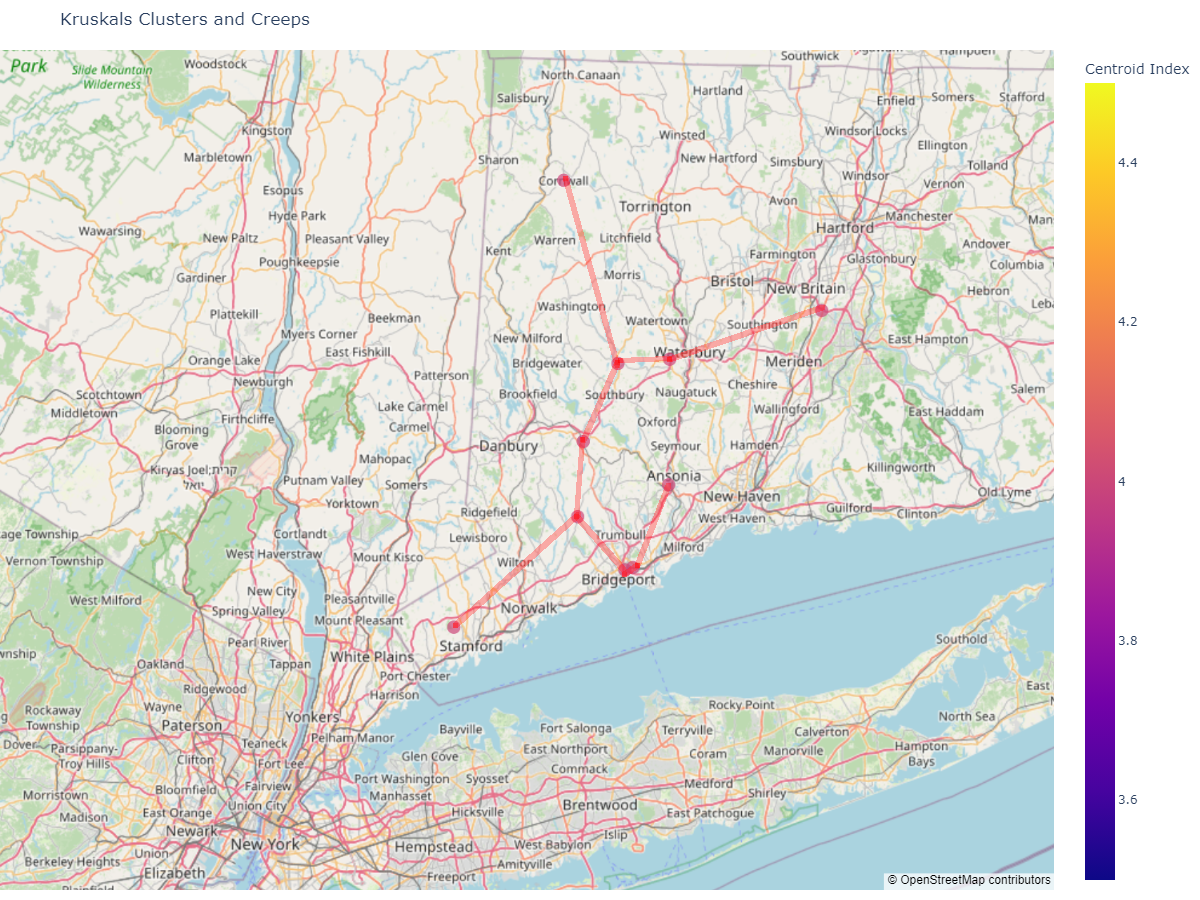 Kruskals Clusters and Creeps
Centroid Index
4.4
4.2
4
3.8
3.6
Southwick
Park
Slide Mountain
Wilderness
Woodstock
North Canaan
Salisbury
Hartland
Enfield
Somers
Stafford
Kingston
Winsted
Windsor Locks
Ellington
Marbletown
Sharon
New Hartford
Simsbury
Tolland
Windsor
Vernon
Esopus
Cornwall
Torrington
Avon
Hyde Park
Manchester
Wawarsing
New Paltz
Pleasant Valley
Warren
Litchfield
Hartford
Andover
Kent
Farmington
Glastonbury
Columbia
Poughkeepsie
Gardiner
Morris
Bristol
New Britain
Hebron
Washington
Plattekill
Beekman
Watertown
Southington
Myers Corner
New Milford
East Hampton
East Fishkill
Waterbury
Orange Lake
Bridgewater
Meriden
Patterson
Newburgh
Cheshire
Salem
Scotchtown
Brookfield
Southbury
Naugatuck
Middletown
Lake Carmel
Wallingford
East Haddam
Firthcliffe
Carmel
Oxford
Blooming
Grove
Danbury
Seymour
Hamden
Mahopac
Killingworth
Kiryas Joel;קרית
יואל
Putnam Valley
Somers
Ansonia
Old Lyme
New Haven
Yorktown
Ridgefield
Guilford
Clinton
West Haven
Cortlandt
Lewisboro
Trumbull
Milford
West Haverstraw
Mount Kisco
Vernon Township
Wilton
Bridgeport
New City
Pleasantville
West Milford
Norwalk
Spring Valley
Mount Pleasant
Pearl River
Stamford
Southold
White Plains
Oakland
Tappan
Port Chester
Ridgewood
Harrison
Wayne
Rocky Point
Rockaway
Township
Paterson
Yonkers
North Sea
Bayville
Fort Salonga
Terryville
Calverton
Teaneck
Pelham Manor
Dover
Parsippany-
Troy Hills
East Northport
Coram
Manorville
Hampton
Bays
Clifton
Fort Lee
Glen Cove
Commack
Port Washington
Syosset
Medford
Fairview
Bloomfield
Manhasset
Shirley
Morristown
Union City
Brentwood
East Orange
Hicksville
East Patchogue
Madison
Newark
Islip
New York
Hempstead
West Babylon
Union
Berkeley Heights
Amityville
Elizabeth
Freeport
© OpenStreetMap contributors